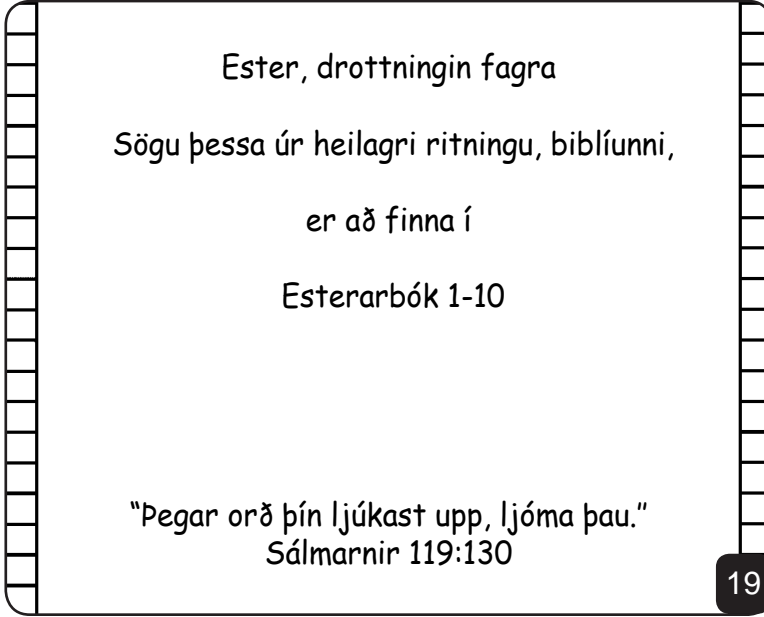 Ester, drottningin fagra
Sögu þessa úr heilagri ritningu, biblíunni,
er að finna í
Esterarbók 1-10
“Þegar orð þín ljúkast upp, ljóma þau.”
Sálmarnir 119:130
19